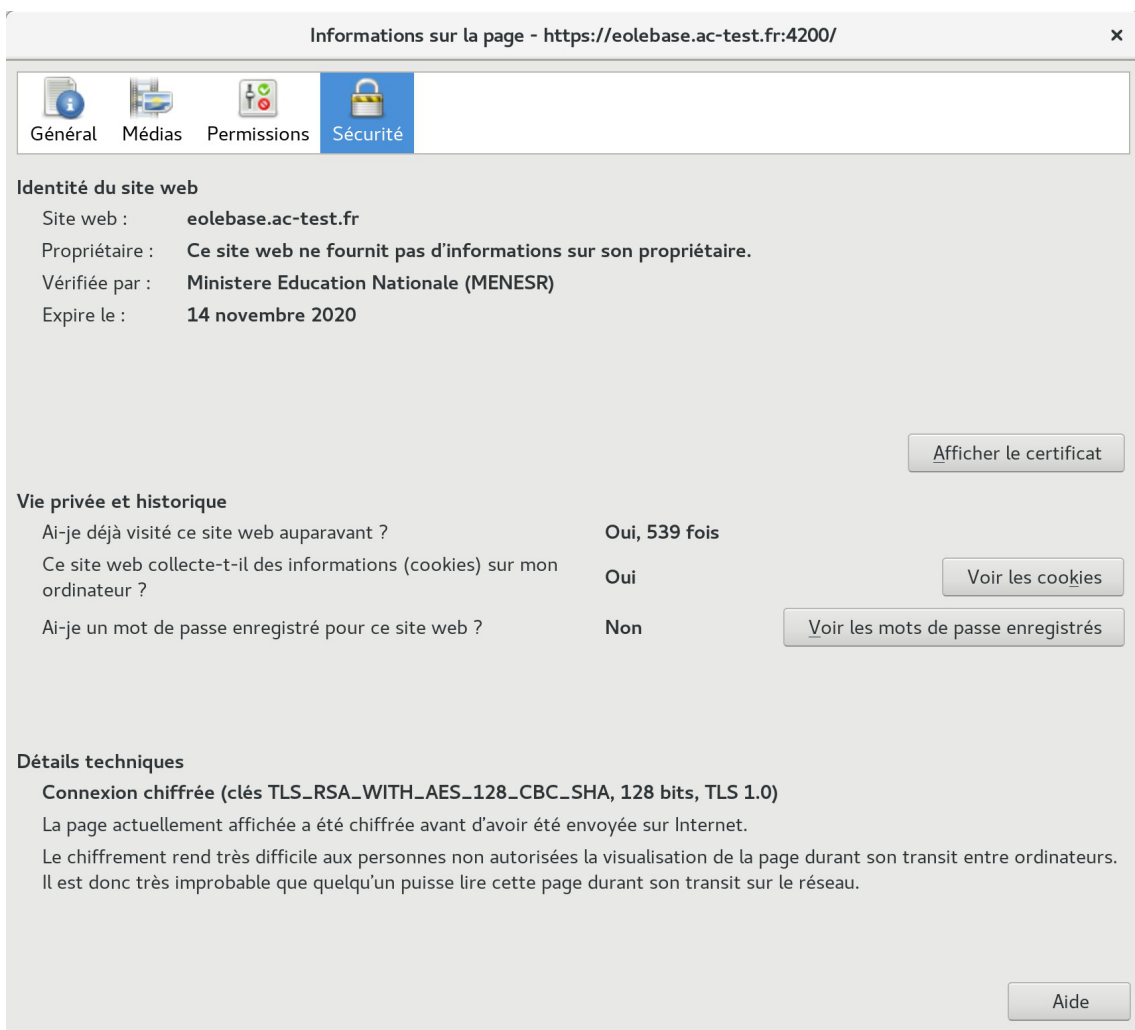 Informations sur la page - https://eolebase.ac-test.fr:4200/ ×
Général Médias Permissions Sécurité
Identité du site web
Site web : eolebase.ac-test.fr
Propriétaire : Ce site web ne fournit pas d'informations sur son propriétaire.
Vérifiée par : Ministere Education Nationale (MENESR)
Expire le : 14 novembre 2020
Afficher le certificat
Vie privée et historique
Ai-je déjà visité ce site web auparavant ? Oui, 539 fois
Ce site web collecte-t-il des informations (cookies) sur mon
ordinateur ? Oui Voir les cookies
Ai-je un mot de passe enregistré pour ce site web ? Non Voir les mots de passe enregistrés
Détails techniques
Connexion chiffrée (clés TLS_RSA_WITH_AES_128_CBC_SHA, 128 bits, TLS 1.0)
La page actuellement affichée a été chiffrée avant d'avoir été envoyée sur Internet.
Le chiffrement rend très difficile aux personnes non autorisées la visualisation de la page durant son transit entre ordinateurs.
Il est donc très improbable que quelqu'un puisse lire cette page durant son transit sur le réseau.
Aide